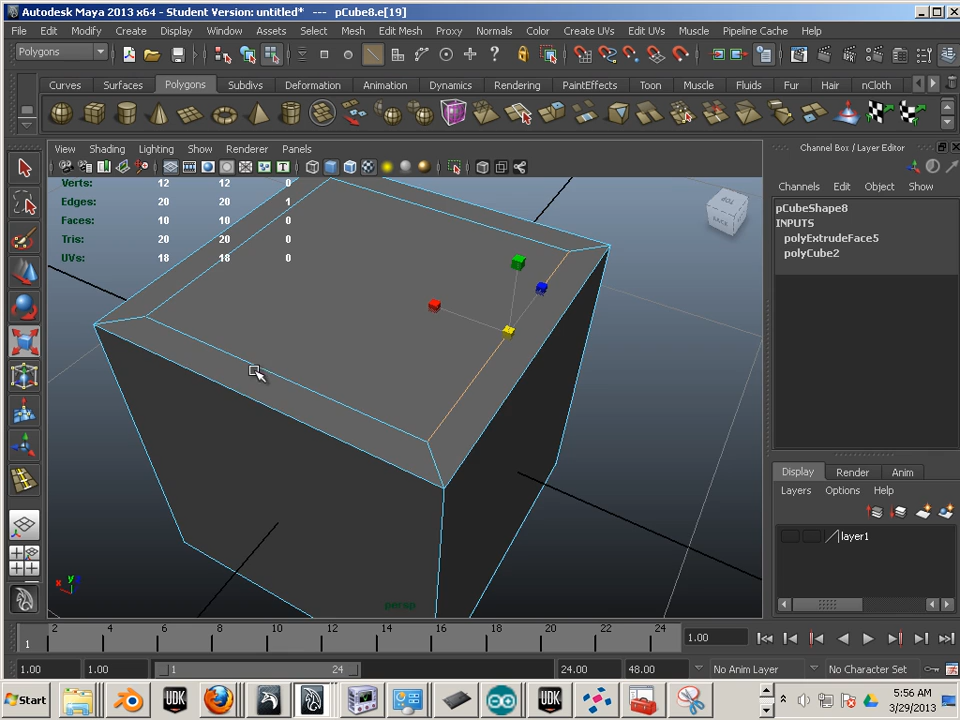 Autodesk Maya 2013 x64 - Student Version: untitled* --- pCube8.e[19]
File Edit Modify Create Display Window Assets Select Mesh Edit Mesh Proxy Normals Color Create UVs Edit UVs Muscle Pipeline Cache Help
Polygons
Curves Surfaces Polygons Subdivs Deformation Animation Dynamics Rendering PaintEffects Toon Muscle Fluids Fur Hair nCloth
View Shading Lighting Show Renderer Panels
Channel Box / Layer Editor
Channels Edit Object Show
pCubeShape8
INPUTS
polyExtrudeFace5
polyCube2
Verts: 12 12 0
Edges: 20 20 1
Faces: 10 10 0
Tris: 20 20 0
UVs: 18 18 0
persp
Display Render Anim
Layers Options Help
layer1
2 4 6 8 10 12 14 16 18 20 22 24
1
1.00
1.00 1.00 1 24 24.00 48.00 No Anim Layer No Character Set
Start UDK UDK 5:56 AM
3/29/2013